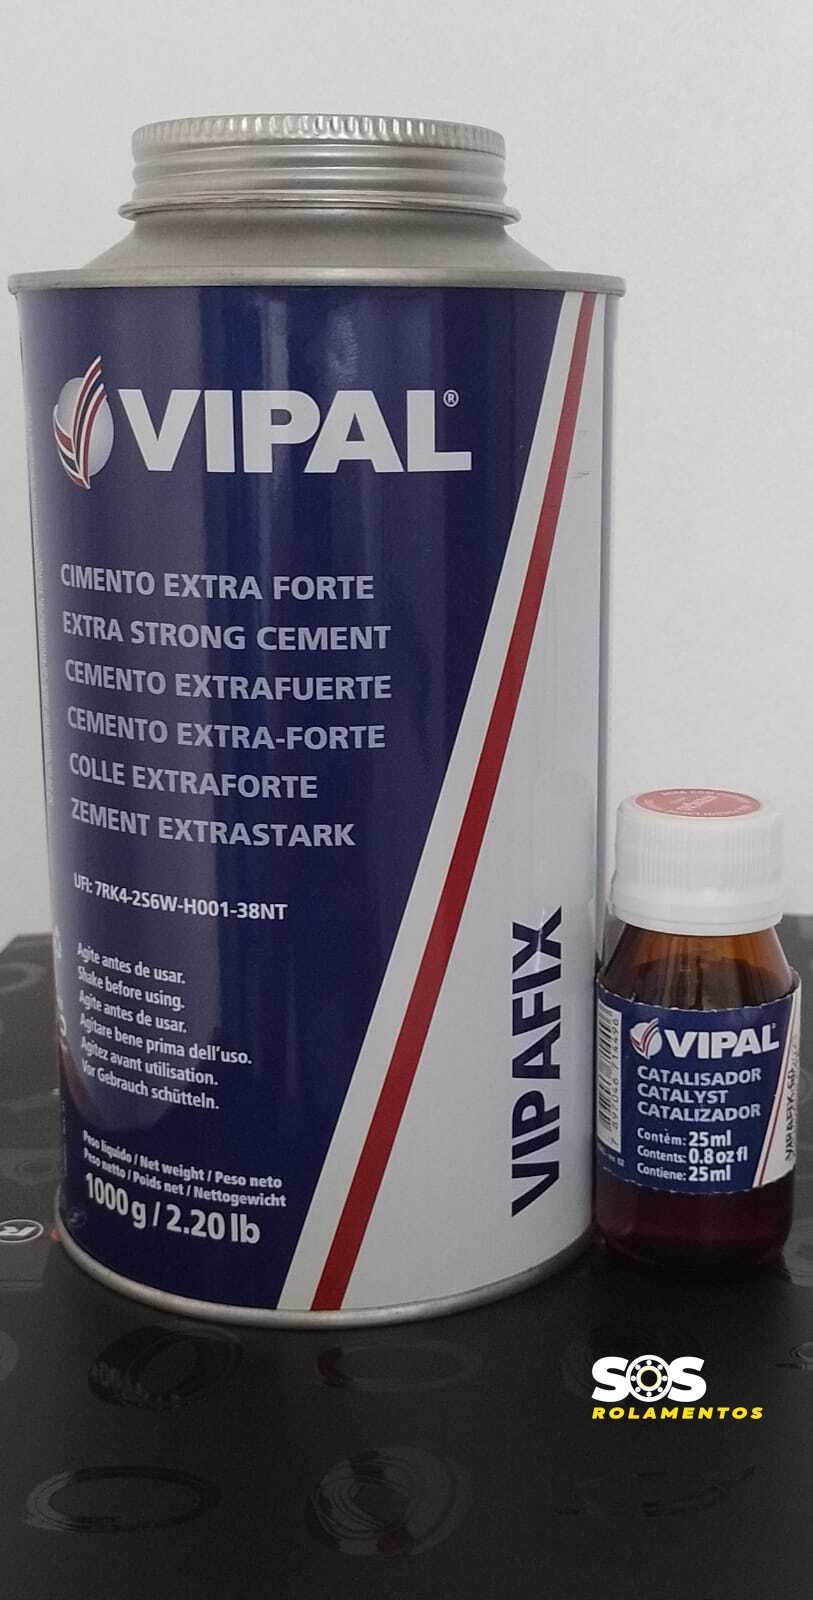 VIPAL®
CIMENTO EXTRA FORTE
EXTRA STRONG CEMENT
CEMENTO EXTRAFUERTE
CEMENTO EXTRA-FORTE
COLLE EXTRAFORTE
ZEMENT EXTRASTARK
UFI: 7RK4-2S6W-H001-38NT
Agite antes de usar.
Shake before using.
Agite antes de usar.
Agitare bene prima dell'uso.
Agitez avant utilisation.
Vor Gebrauch schütteln.
Peso líquido / Net weight / Peso neto
Peso netto / Poids net / Nettogewicht
1000 g / 2.20 lb
VIPAFIX
VIPAL
CATALISADOR
CATALYST
CATALIZADOR
Contém: 25ml
Contents: 0.8 oz fl
Contiene: 25ml
SOS
ROLAMENTOS